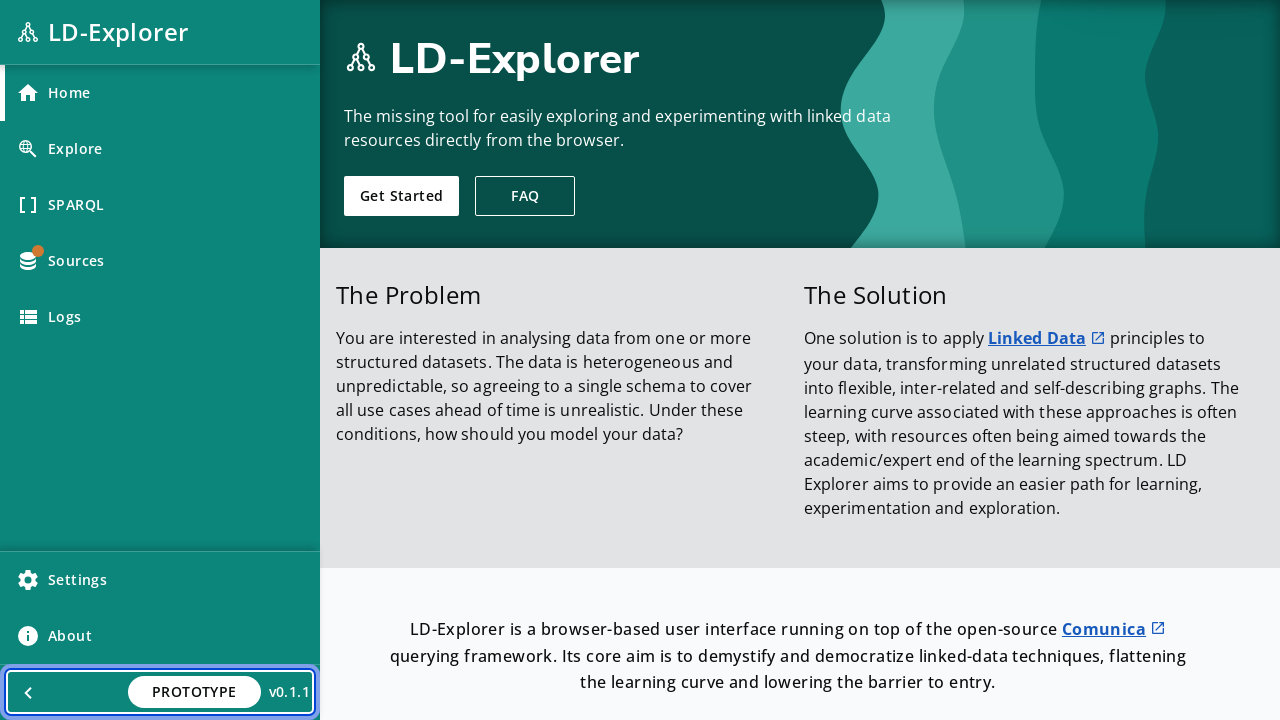 LD-Explorer
Home
Explore
SPARQL
Sources
Logs
Settings
About
PROTOTYPE v0.1.1
LD-Explorer
The missing tool for easily exploring and experimenting with linked data
resources directly from the browser.
Get Started FAQ
The Problem
You are interested in analysing data from one or more
structured datasets. The data is heterogeneous and
unpredictable, so agreeing to a single schema to cover
all use cases ahead of time is unrealistic. Under these
conditions, how should you model your data?
The Solution
One solution is to apply Linked Data principles to
your data, transforming unrelated structured datasets
into flexible, inter-related and self-describing graphs. The
learning curve associated with these approaches is often
steep, with resources often being aimed towards the
academic/expert end of the learning spectrum. LD
Explorer aims to provide an easier path for learning,
experimentation and exploration.
LD-Explorer is a browser-based user interface running on top of the open-source Comunica
querying framework. Its core aim is to demystify and democratize linked-data techniques, flattening
the learning curve and lowering the barrier to entry.